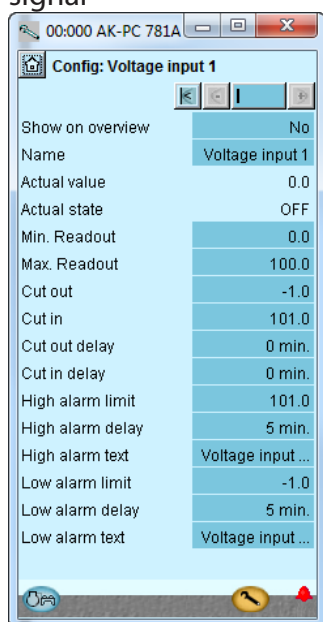 signal
00:000 AK-PC 781A
Config: Voltage input 1
Show on overview No
Name Voltage input 1
Actual value 0.0
Actual state OFF
Min. Readout 0.0
Max. Readout 100.0
Cut out -1.0
Cut in 101.0
Cut out delay 0 min.
Cut in delay 0 min.
High alarm limit 101.0
High alarm delay 5 min.
High alarm text Voltage input ...
Low alarm limit -1.0
Low alarm delay 5 min.
Low alarm text Voltage input ...